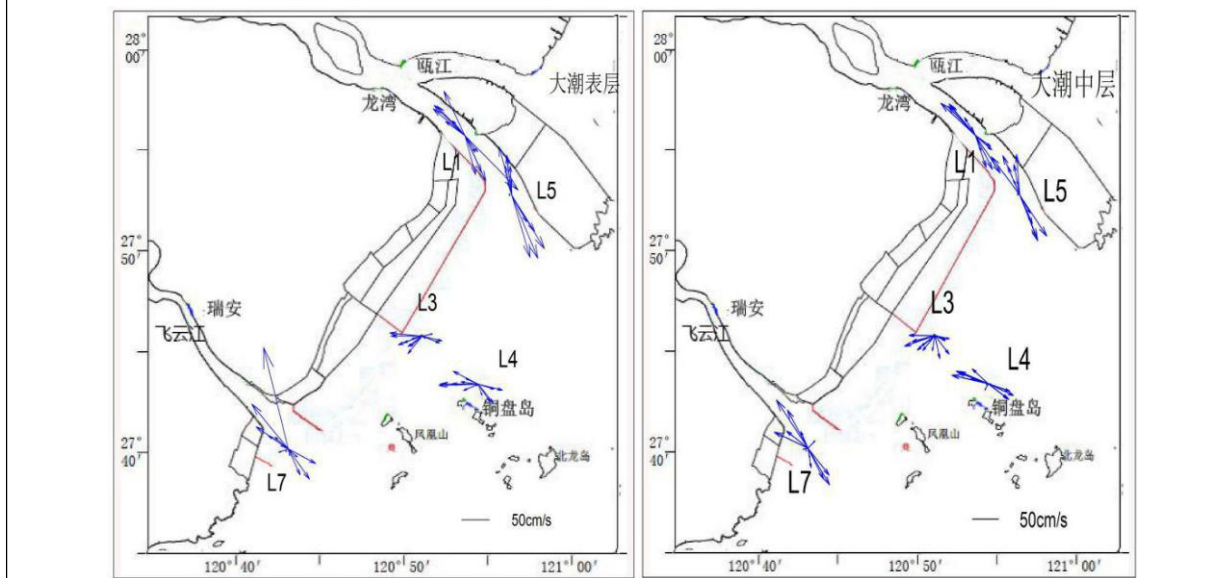 28°
00′
瓯江
大潮表层
龙湾
L1
L5
27°
50′
瑞安
飞云江
L3
L4
铜盘岛
凤凰山
27°
40′
北龙岛
L7
50cm/s
120°40′
120°50′
121°00′
28°
00′
瓯江
大潮中层
龙湾
L1
L5
27°
50′
瑞安
飞云江
L3
L4
铜盘岛
凤凰山
27°
40′
北龙岛
L7
50cm/s
120°40′
120°50′
121°00′